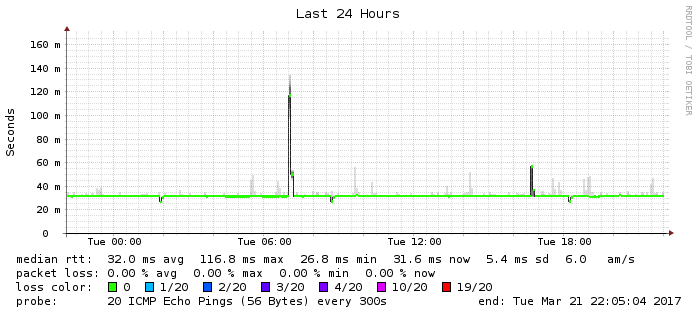 Last 24 Hours
RRDTOOL / TOBI OETIKER
Seconds
160 m
140 m
120 m
100 m
80 m
60 m
40 m
20 m
0
Tue 00:00 Tue 06:00 Tue 12:00 Tue 18:00
median rtt: 32.0 ms avg 116.8 ms max 26.8 ms min 31.6 ms now 5.4 ms sd 6.0 am/s
packet loss: 0.00 % avg 0.00 % max 0.00 % min 0.00 % now
loss color: 0 1/20 2/20 3/20 4/20 10/20 19/20
probe: 20 ICMP Echo Pings (56 Bytes) every 300s end: Tue Mar 21 22:05:04 2017